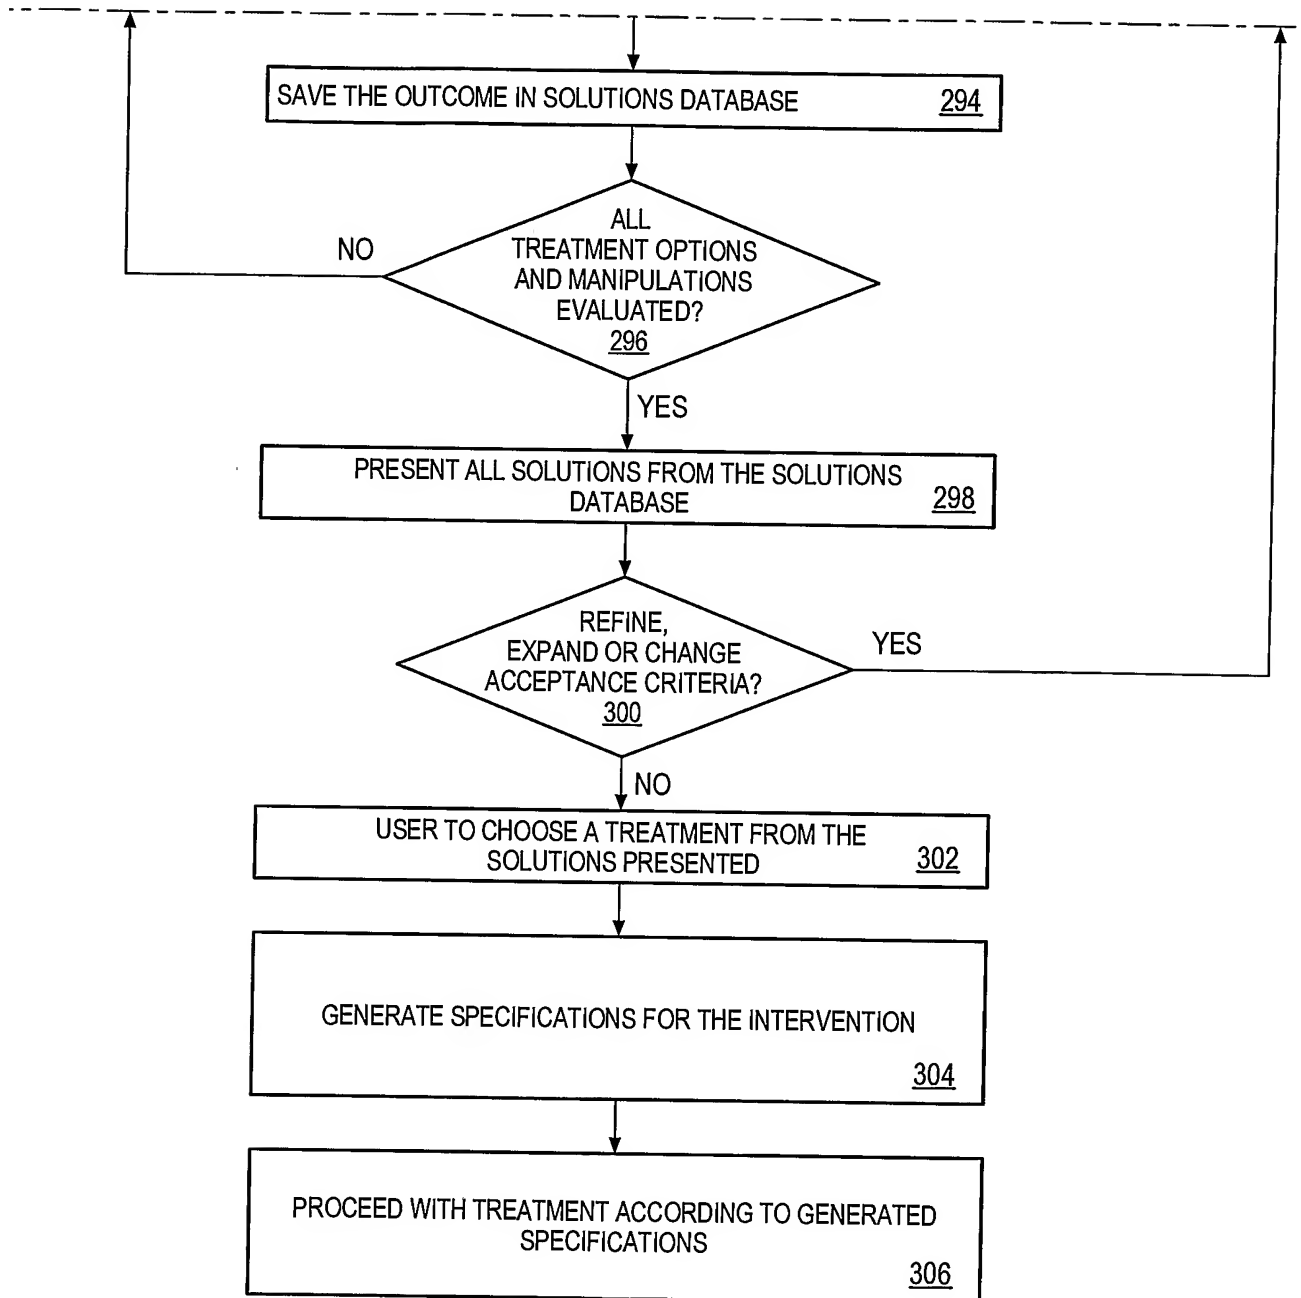 SAVE THE OUTCOME IN SOLUTIONS DATABASE 294
ALL
TREATMENT OPTIONS
AND MANIPULATIONS
EVALUATED?
296
NO
YES
PRESENT ALL SOLUTIONS FROM THE SOLUTIONS
DATABASE
298
REFINE,
EXPAND OR CHANGE
ACCEPTANCE CRITERIA?
300
YES
NO
USER TO CHOOSE A TREATMENT FROM THE
SOLUTIONS PRESENTED
302
GENERATE SPECIFICATIONS FOR THE INTERVENTION
304
PROCEED WITH TREATMENT ACCORDING TO GENERATED
SPECIFICATIONS
306